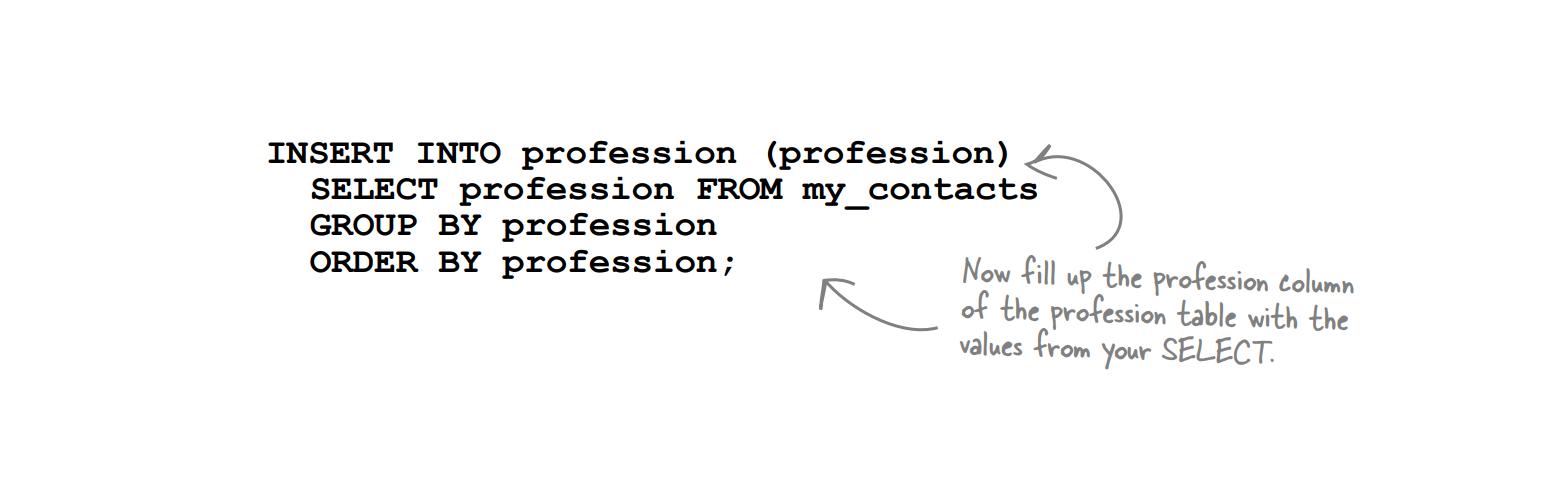 INSERT INTO profession (profession)
SELECT profession FROM my_contacts
GROUP BY profession
ORDER BY profession;
Now fill up the profession column
of the profession table with the
values from your SELECT.